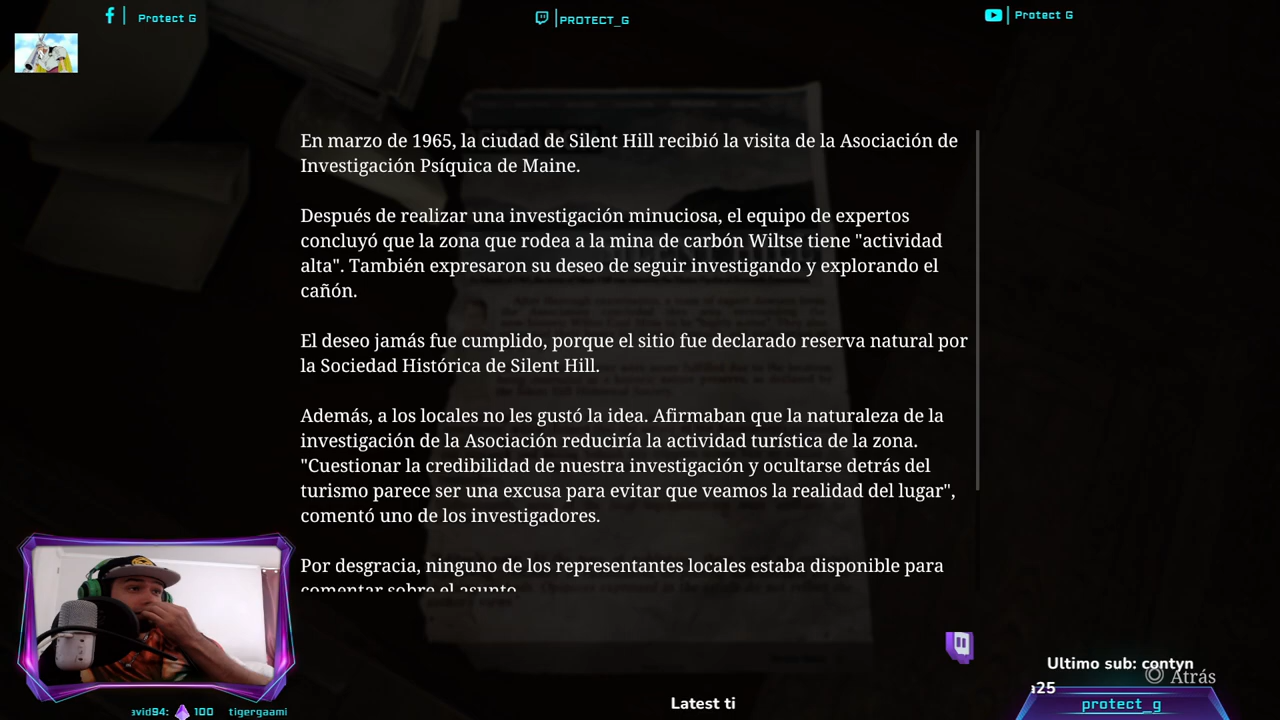 Protect G
PROTECT_G
Protect G
En marzo de 1965, la ciudad de Silent Hill recibió la visita de la Asociación de
Investigación Psíquica de Maine.
Después de realizar una investigación minuciosa, el equipo de expertos
concluyó que la zona que rodea a la mina de carbón Wiltse tiene "actividad
alta". También expresaron su deseo de seguir investigando y explorando el
cañón.
El deseo jamás fue cumplido, porque el sitio fue declarado reserva natural por
la Sociedad Histórica de Silent Hill.
Además, a los locales no les gustó la idea. Afirmaban que la naturaleza de la
investigación de la Asociación reduciría la actividad turística de la zona.
"Cuestionar la credibilidad de nuestra investigación y ocultarse detrás del
turismo parece ser una excusa para evitar que veamos la realidad del lugar",
comentó uno de los investigadores.
Por desgracia, ninguno de los representantes locales estaba disponible para
comentar sobre el asunto
Ultimo sub: contyn
Atrás
25
Latest ti
protect_g
avid94: 100 tigergaami